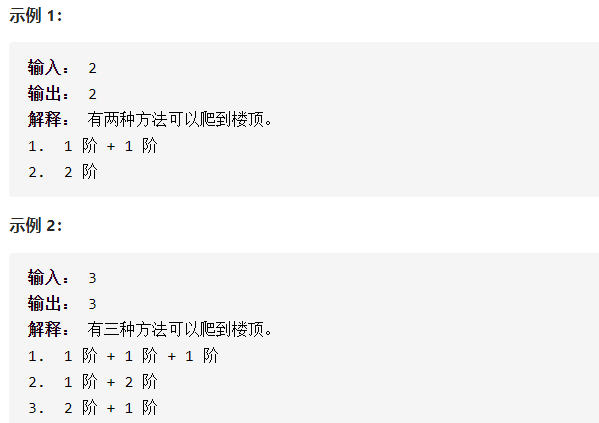 示例 1:
输入： 2
输出： 2
解释： 有两种方法可以爬到楼顶。
1.  1 阶 + 1 阶
2.  2 阶
示例 2:
输入： 3
输出： 3
解释： 有三种方法可以爬到楼顶。
1.  1 阶 + 1 阶 + 1 阶
2.  1 阶 + 2 阶
3.  2 阶 + 1 阶